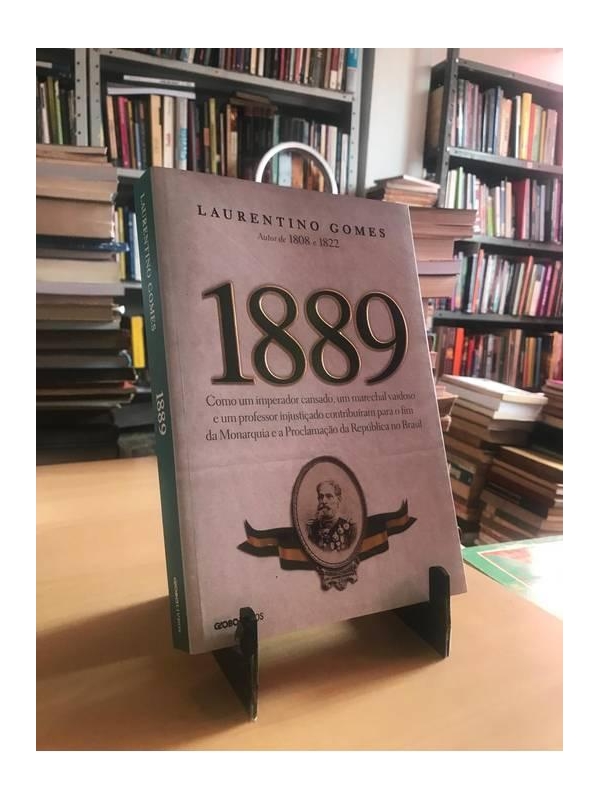 LAURENTINO GOMES
Autor de 1808 e 1822
1889
Como um imperador cansado, um marechal vaidoso
e um professor injustiçado contribuíram para o fim
da Monarquia e a Proclamação da República no Brasil
LAURENTINO GOMES
1889
GLOBOLIVROS